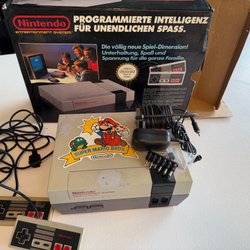 Nintendo
ENTERTAINMENT SYSTEM
PROGRAMMIERTE INTELLIGENZ
FÜR UNENDLICHEN SPASS.
Die völlig neue Spiel-Dimension!
Unterhaltung, Spaß und
Spannung für die ganze Familie.
SUPER MARIO BROS.
Nintendo